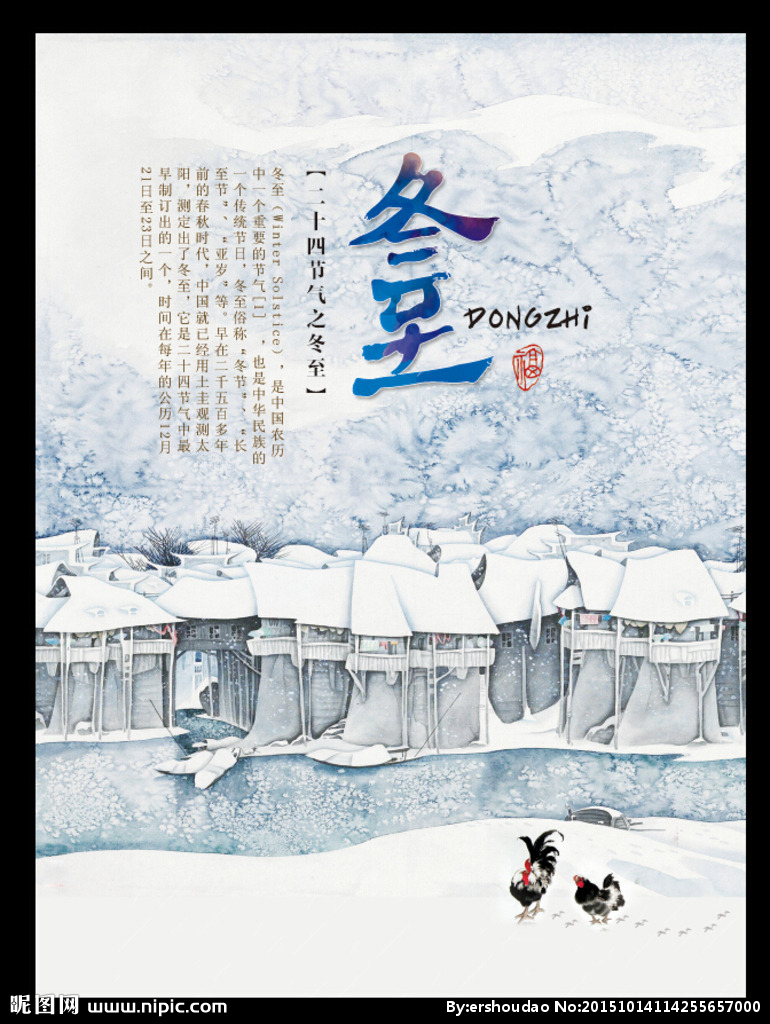 冬至
DONGZHi
福
【二十四节气之冬至】
冬至（Winter Solstice），是中国农历
中一个重要的节气[1]，也是中华民族的
一个传统节日，冬至俗称“冬节”、“长
至节”、“亚岁”等。早在二千五百多年
前的春秋时代，中国就已经用土圭观测太
阳，测定出了冬至，它是二十四节气中最
早制订出的一个，时间在每年的公历12月
21日至23日之间。
昵图网 www.nipic.com
By:ershoudao No:20151014114255657000